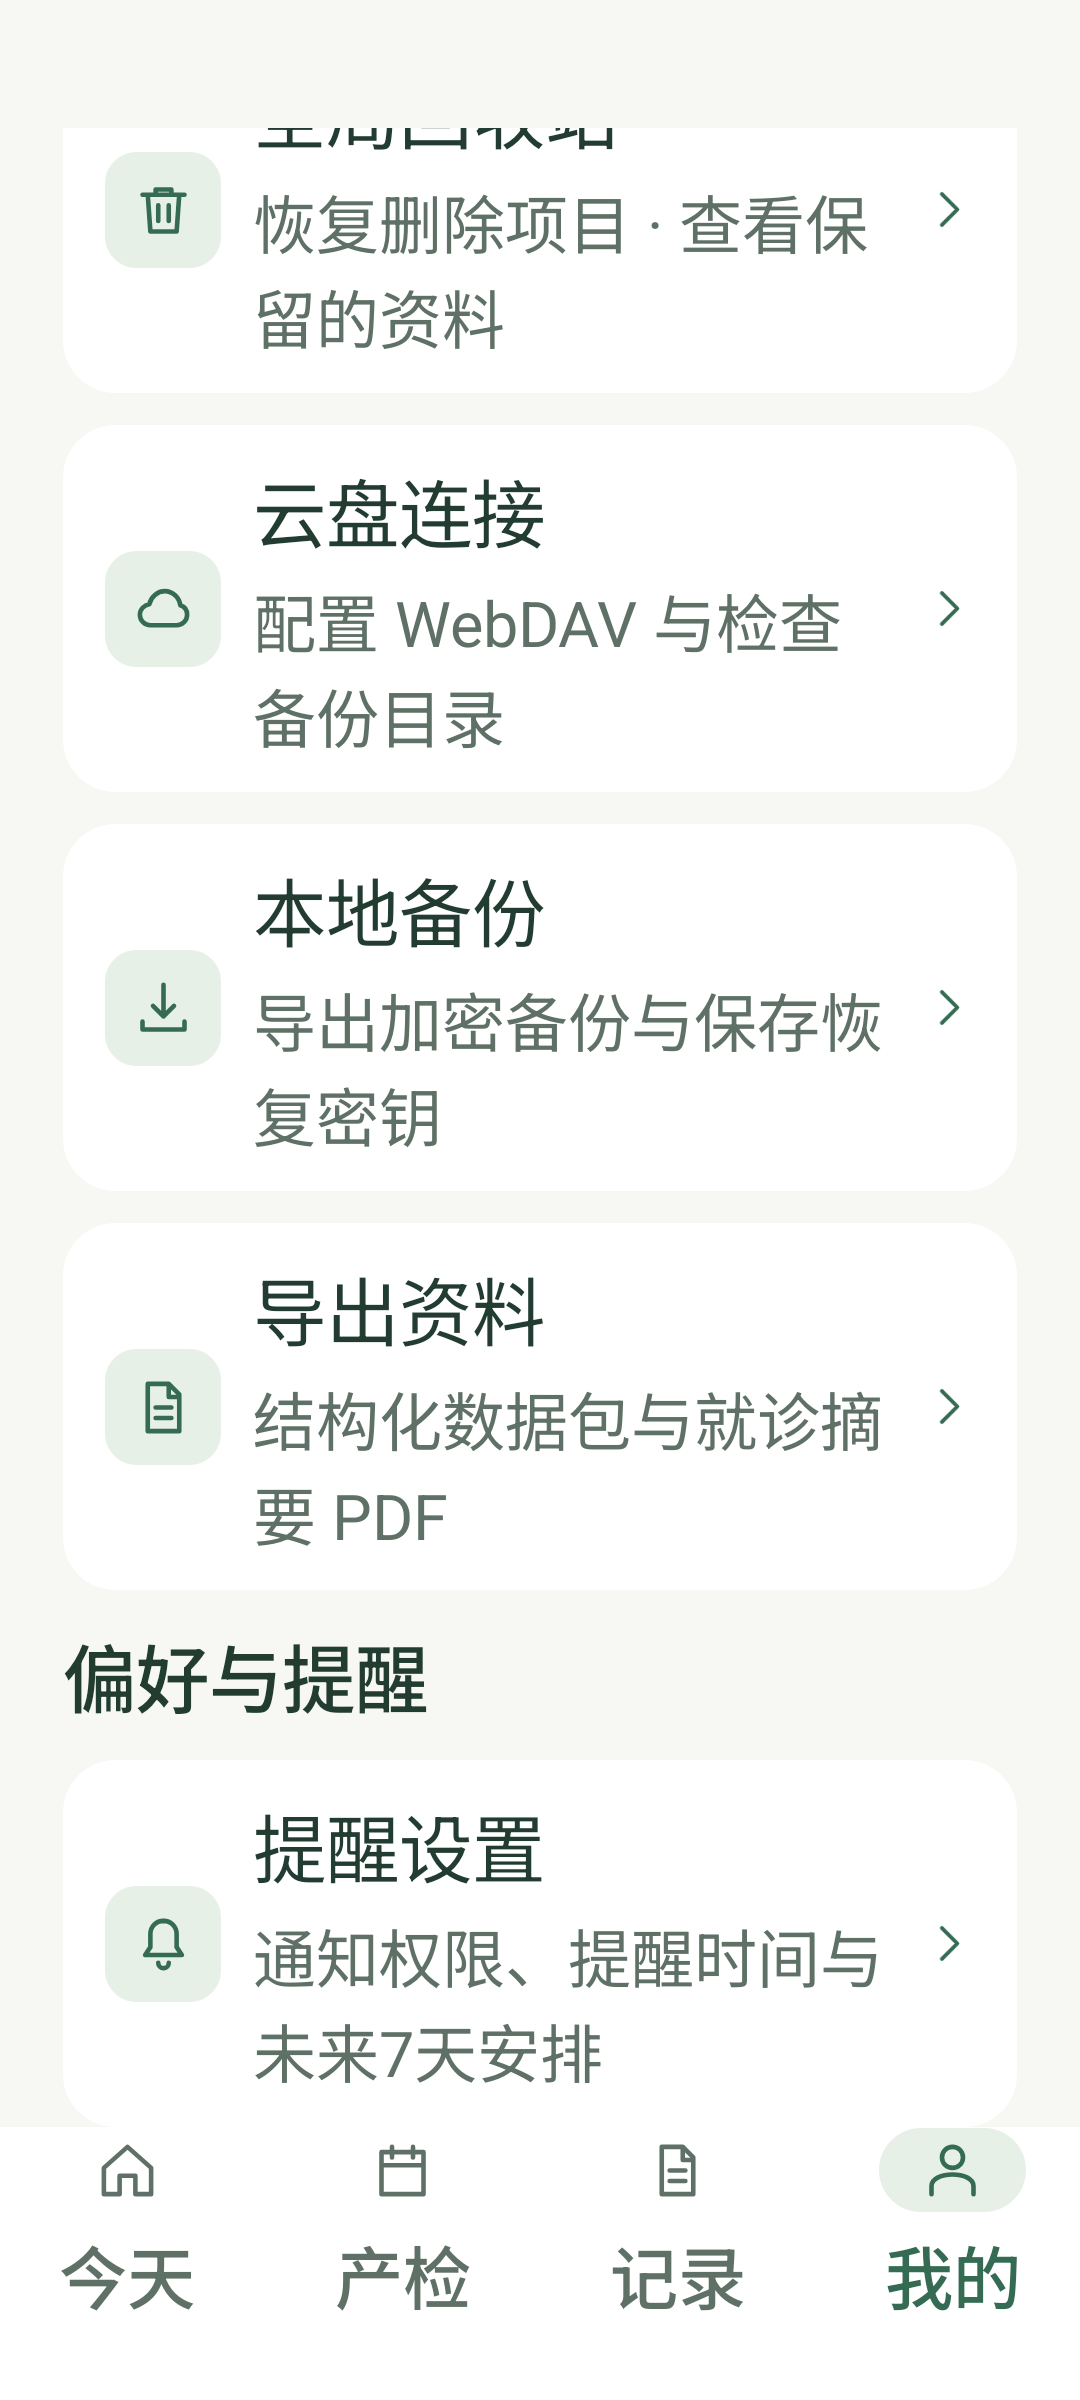 恢复删除项目 · 查看保
留的资料
云盘连接
配置 WebDAV 与检查
备份目录
本地备份
导出加密备份与保存恢
复密钥
导出资料
结构化数据包与就诊摘
要 PDF
偏好与提醒
提醒设置
通知权限、提醒时间与
未来7天安排
今天
产检
记录
我的